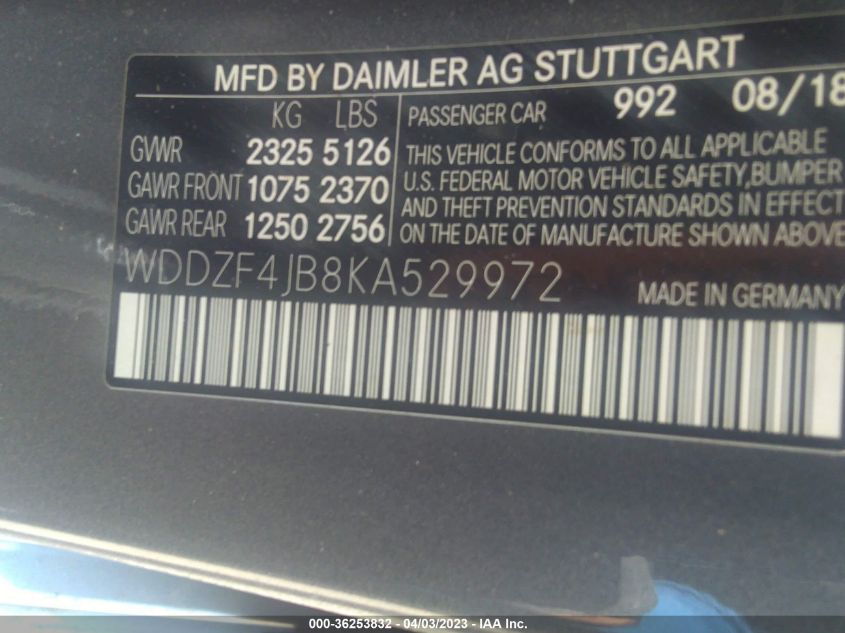 MFD BY DAIMLER AG STUTTGART
KG LBS
PASSENGER CAR 992 08/18
GVWR 2325 5126
GAWR FRONT 1075 2370
GAWR REAR 1250 2756
THIS VEHICLE CONFORMS TO ALL APPLICABLE
U.S. FEDERAL MOTOR VEHICLE SAFETY, BUMPER
AND THEFT PREVENTION STANDARDS IN EFFECT
ON THE DATE OF MANUFACTURE SHOWN ABOVE
WDDZF4JB8KA529972
MADE IN GERMANY
000-36253832 - 04/03/2023 - IAA Inc.